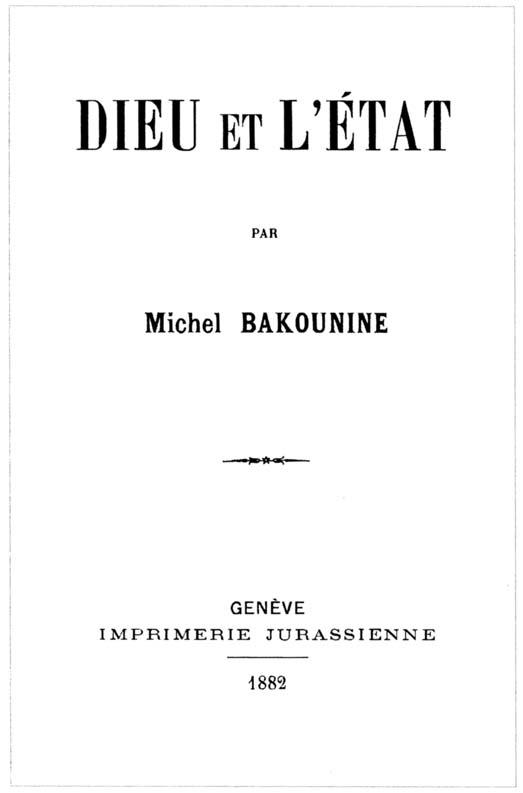 DIEU ET L'ÉTAT
PAR
Michel BAKOUNINE
GENÈVE
IMPRIMERIE JURASSIENNE
1882